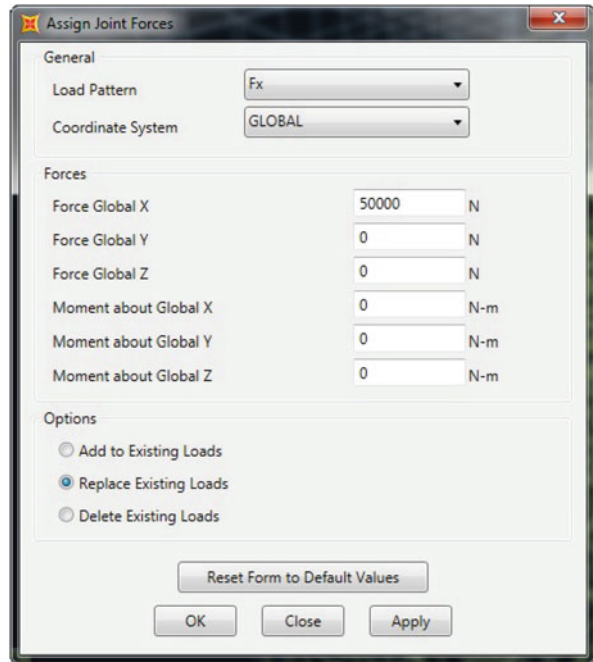 Assign Joint Forces
General
Load Pattern Fx
Coordinate System GLOBAL
Forces
Force Global X 50000 N
Force Global Y 0 N
Force Global Z 0 N
Moment about Global X 0 N-m
Moment about Global Y 0 N-m
Moment about Global Z 0 N-m
Options
Add to Existing Loads
Replace Existing Loads
Delete Existing Loads
Reset Form to Default Values
OK Close Apply